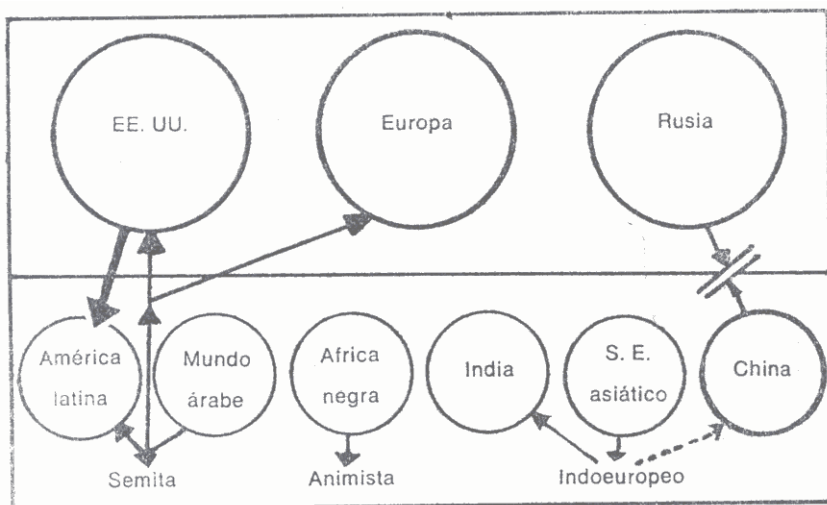 EE. UU.
Europa
Rusia
América
latina
Mundo
árabe
Africa
negra
India
S. E.
asiático
China
Semita
Animista
Indoeuropeo